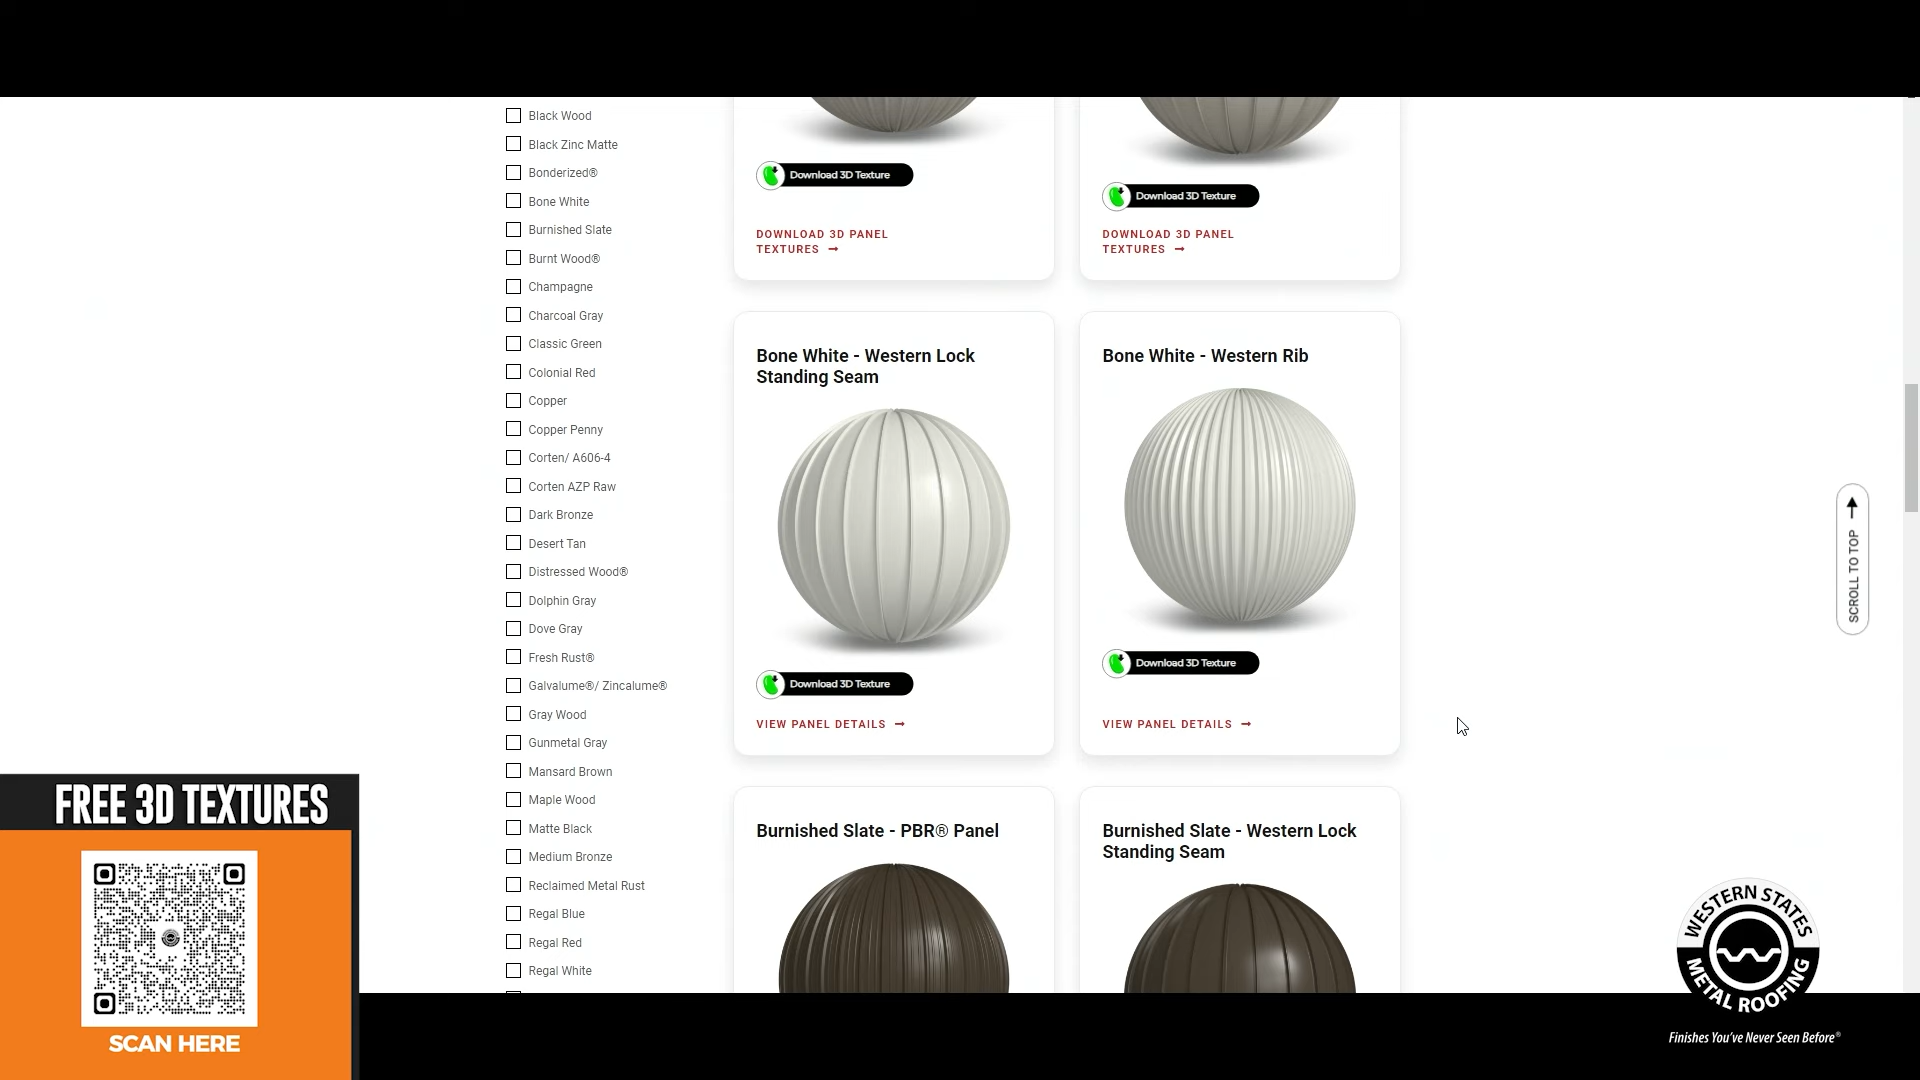 Black Wood
Black Zinc Matte
Bonderized®
Bone White
Burnished Slate
Burnt Wood®
Champagne
Charcoal Gray
Classic Green
Colonial Red
Copper
Copper Penny
Corten/ A606-4
Corten AZP Raw
Dark Bronze
Desert Tan
Distressed Wood®
Dolphin Gray
Dove Gray
Fresh Rust®
Galvalume®/ Zincalume®
Gray Wood
Gunmetal Gray
Mansard Brown
Maple Wood
Matte Black
Medium Bronze
Reclaimed Metal Rust
Regal Blue
Regal Red
Regal White
Download 3D Texture
DOWNLOAD 3D PANEL
TEXTURES →
Download 3D Texture
DOWNLOAD 3D PANEL
TEXTURES →
Bone White - Western Lock
Standing Seam
Download 3D Texture
VIEW PANEL DETAILS →
Bone White - Western Rib
Download 3D Texture
VIEW PANEL DETAILS →
Burnished Slate - PBR® Panel
Burnished Slate - Western Lock
Standing Seam
SCROLL TO TOP
FREE 3D TEXTURES
SCAN HERE
WESTERN STATES
METAL ROOFING
Finishes You've Never Seen Before®